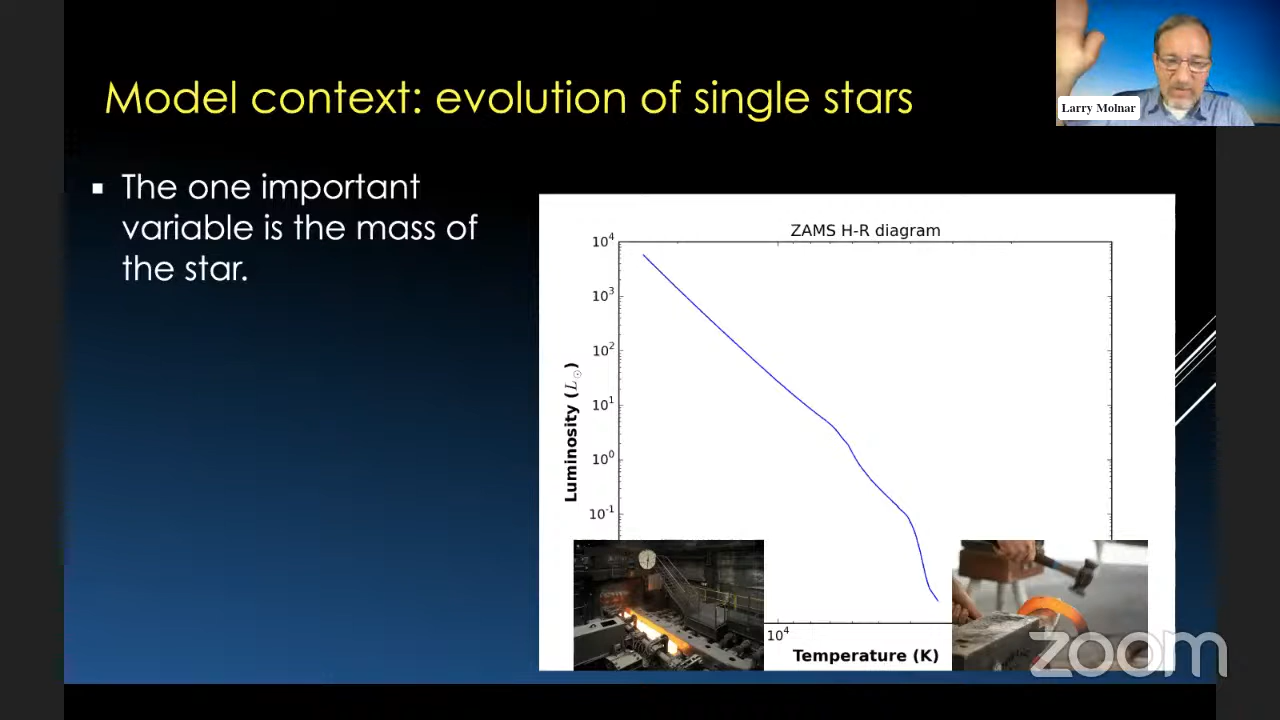 Model context: evolution of single stars
Larry Molnar
▪ The one important
variable is the mass of
the star.
ZAMS H-R diagram
10⁴
10³
10²
10¹
10⁰
10⁻¹
Luminosity (L☉)
10⁴
Temperature (K)
zoom